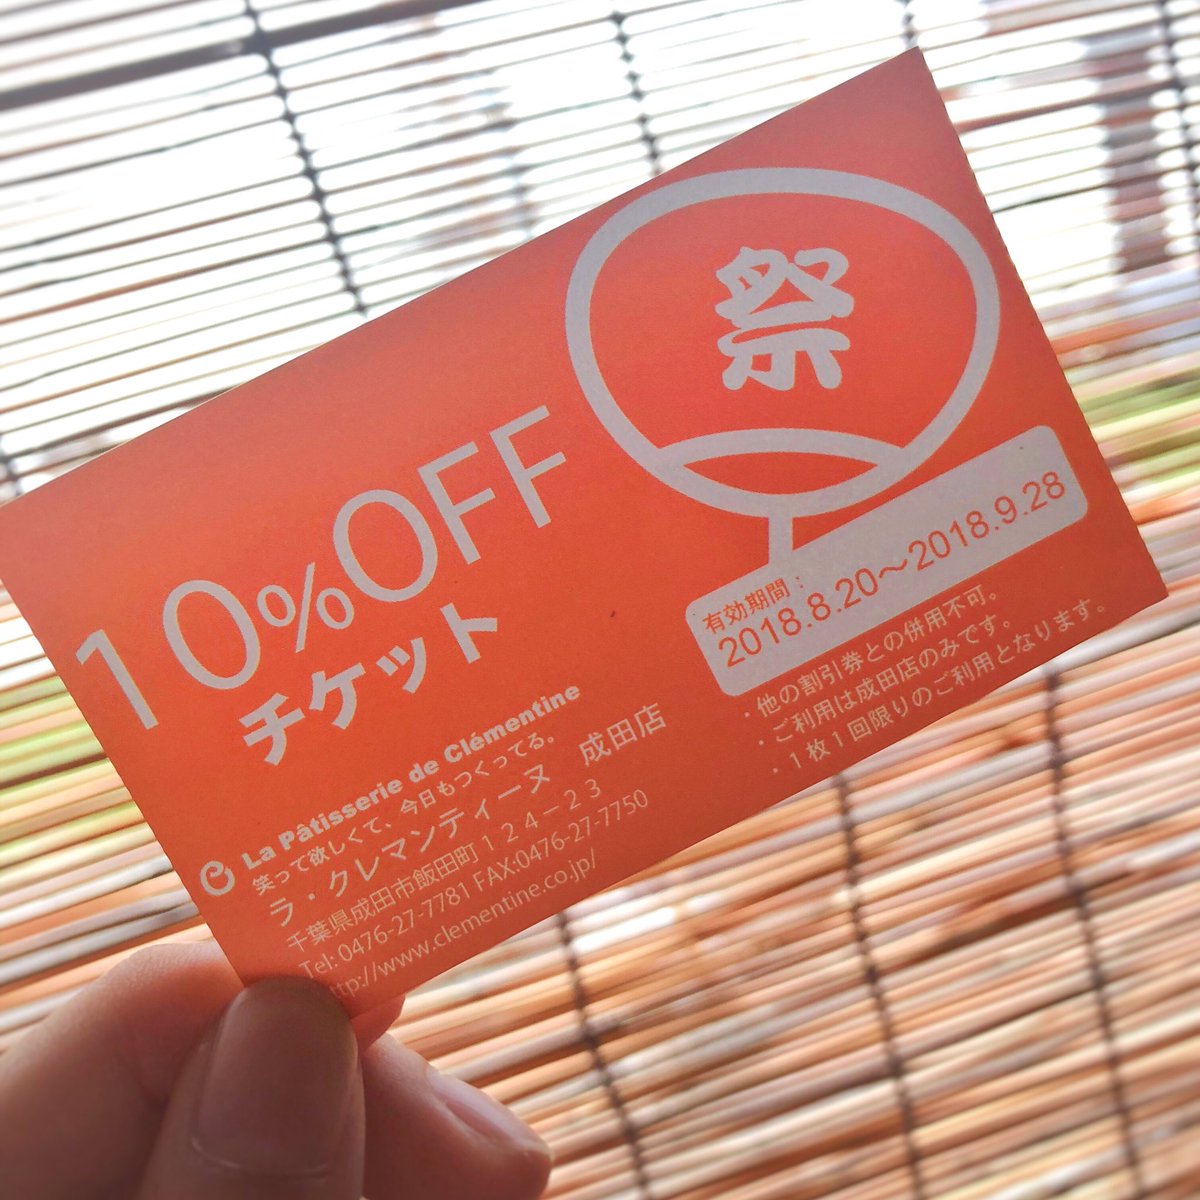 祭
10%OFF
チケット
有効期間：
2018.8.20～2018.9.28
・他の割引券との併用不可。
・ご利用は成田店のみです。
・１枚１回限りのご利用となります。
La Pâtisserie de Clémentine
笑って欲しくて、今日もつくってる。
ラ・クレマンティーヌ　成田店
千葉県成田市飯田町１２４－２３
Tel: 0476-27-7781 FAX:0476-27-7750
http://www.clementine.co.jp/